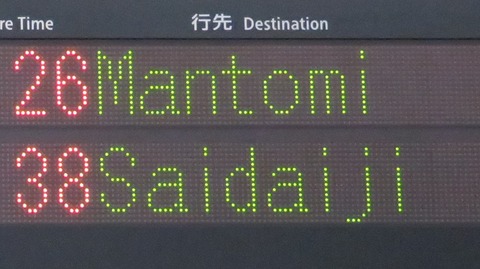 re Time 行先 Destination
26 Mantomi
38 Saidaiji